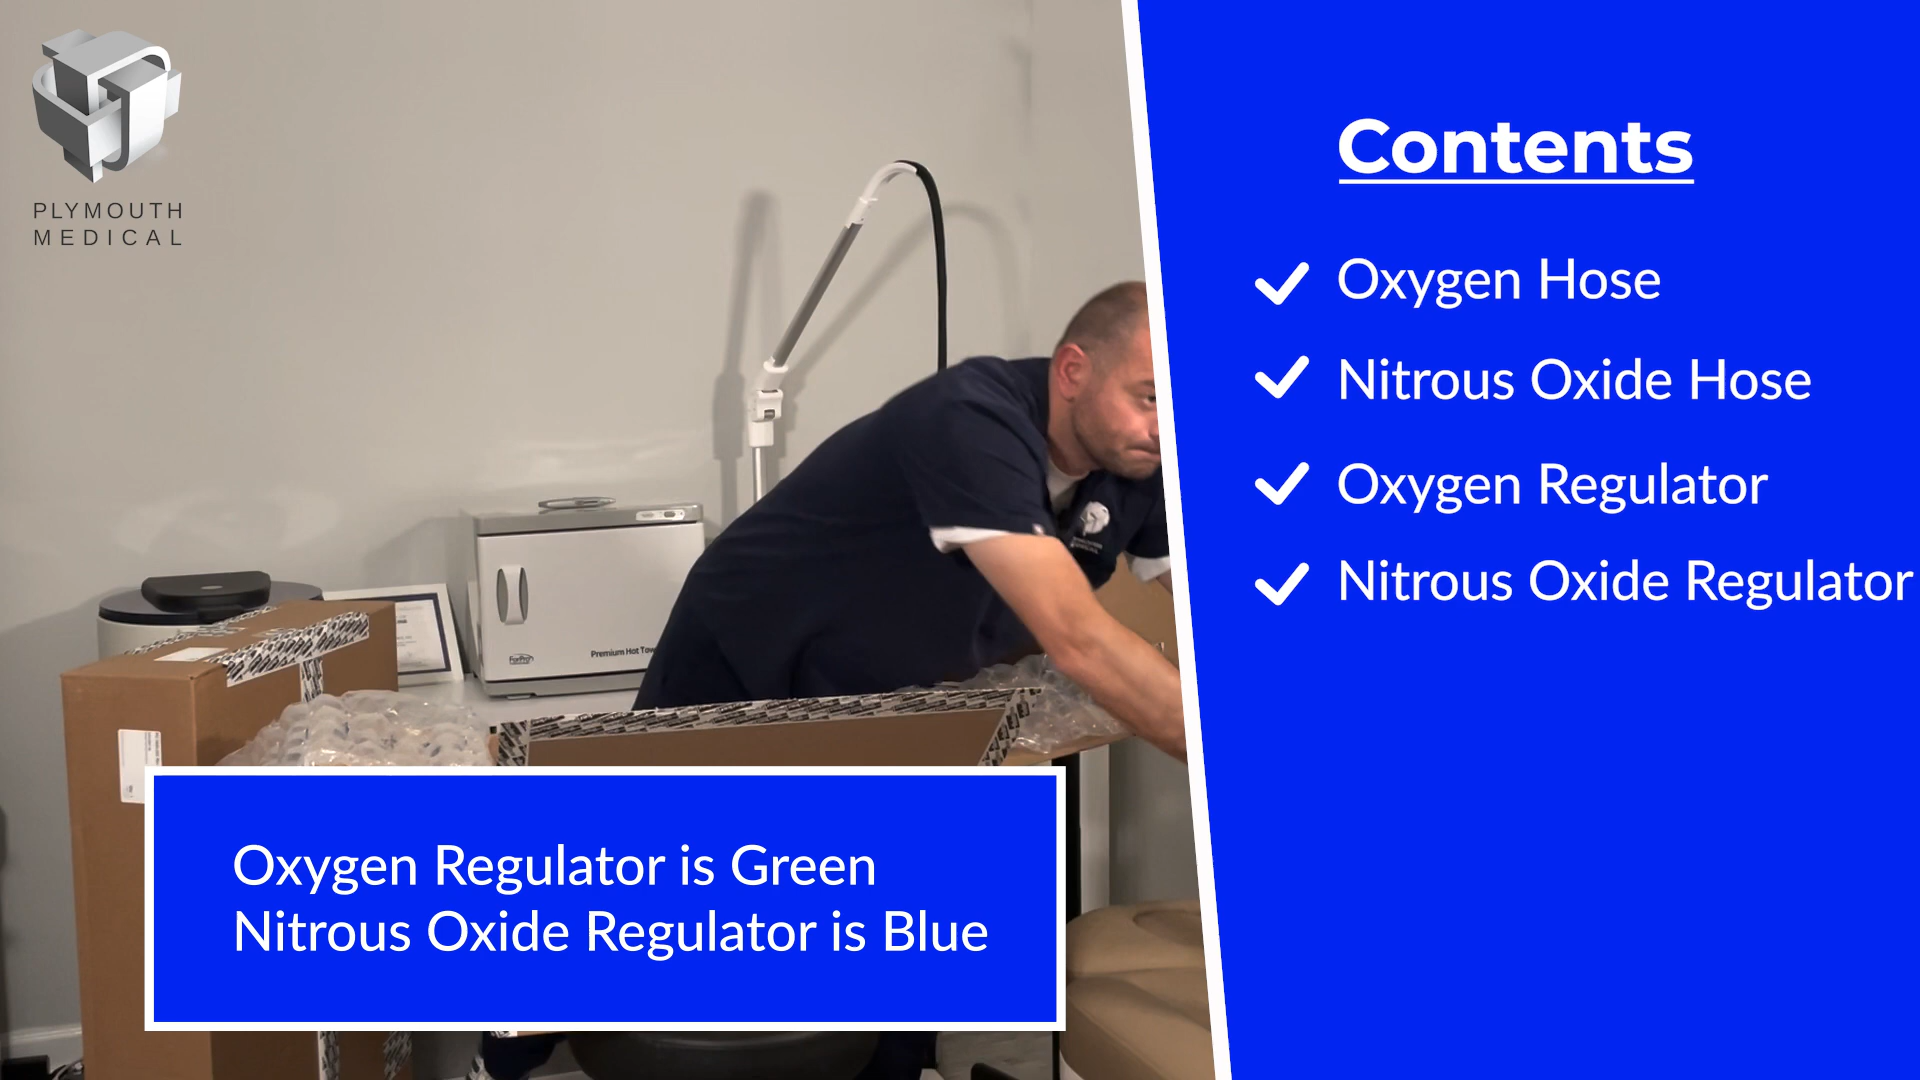 PLYMOUTH
MEDICAL
Contents
Oxygen Hose
Nitrous Oxide Hose
Oxygen Regulator
Nitrous Oxide Regulator
ForPro
Premium Hot Tow
Oxygen Regulator is Green
Nitrous Oxide Regulator is Blue